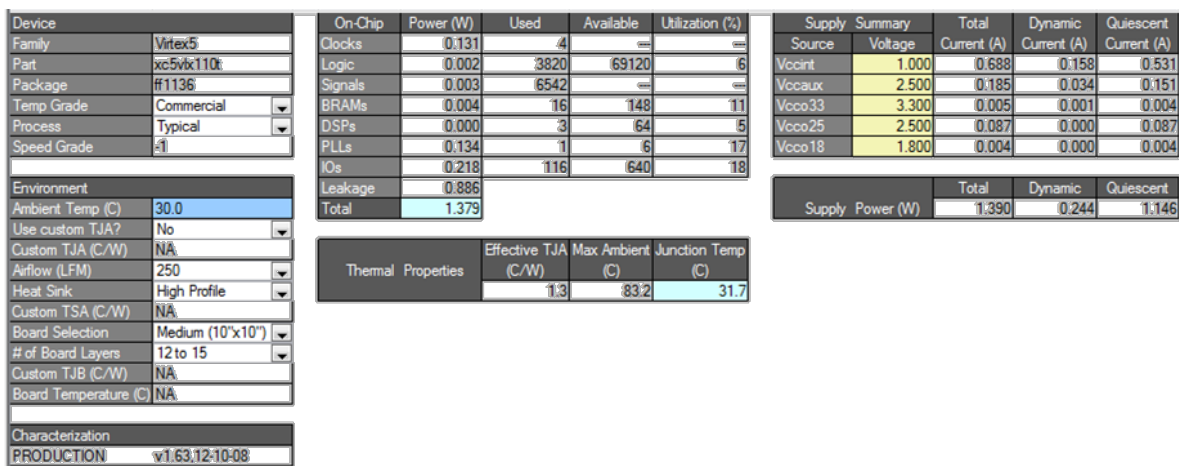 Device
Family Virtex5
Part xc5vlx110t
Package ff1136
Temp Grade Commercial
Process Typical
Speed Grade -1
Environment
Ambient Temp (C) 30.0
Use custom TJA? No
Custom TJA (C/W) NA
Airflow (LFM) 250
Heat Sink High Profile
Custom TSA (C/W) NA
Board Selection Medium (10"x10")
# of Board Layers 12 to 15
Custom TJB (C/W) NA
Board Temperature (C) NA
Characterization
PRODUCTION v1.63,12-10-08
On-Chip Power (W) Used Available Utilization (%)
Clocks 0.131 4 --- ---
Logic 0.002 3820 69120 6
Signals 0.003 6542 --- ---
BRAMs 0.004 16 148 11
DSPs 0.000 3 64 5
PLLs 0.134 1 6 17
IOs 0.218 116 640 18
Leakage 0.886
Total 1.379
Effective TJA Max Ambient Junction Temp
Thermal Properties (C/W) (C) (C)
1.3 83.2 31.7
Supply Summary Total Dynamic Quiescent
Source Voltage Current (A) Current (A) Current (A)
Vccint 1.000 0.688 0.158 0.531
Vccaux 2.500 0.185 0.034 0.151
Vcco33 3.300 0.005 0.001 0.004
Vcco25 2.500 0.087 0.000 0.087
Vcco18 1.800 0.004 0.000 0.004
Total Dynamic Quiescent
Supply Power (W) 1.390 0.244 1.146